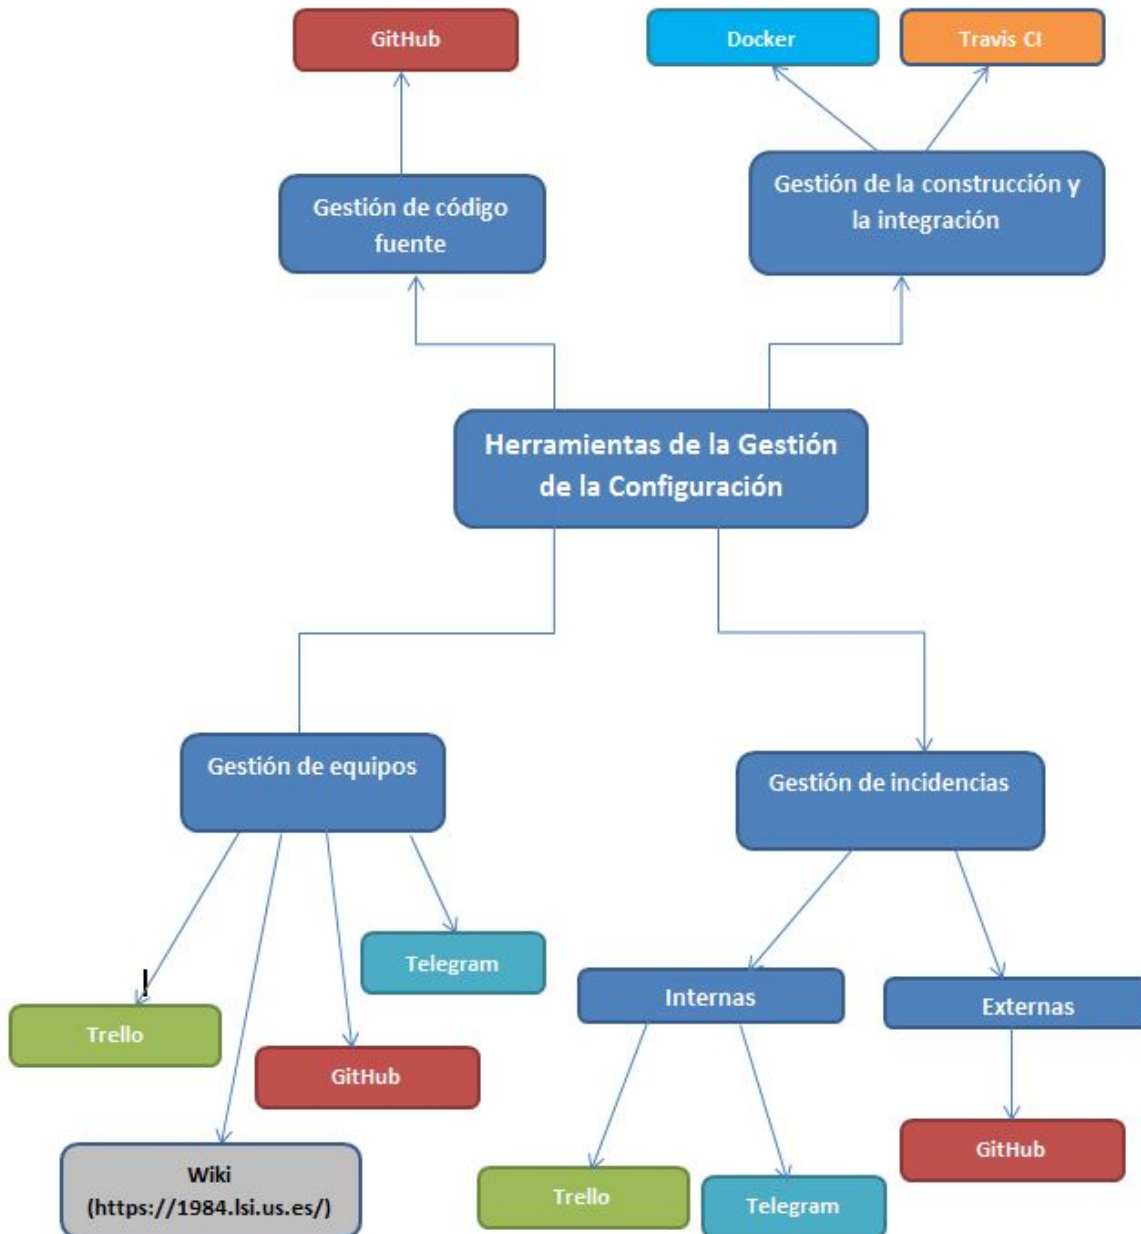 GitHub
Docker
Travis CI
Gestión de código
fuente
Gestión de la construcción y
la integración
Herramientas de la Gestión
de la Configuración
Gestión de equipos
Gestión de incidencias
Telegram
Internas
Externas
Trello
GitHub
GitHub
Wiki
(https://1984.lsi.us.es/)
Trello
Telegram